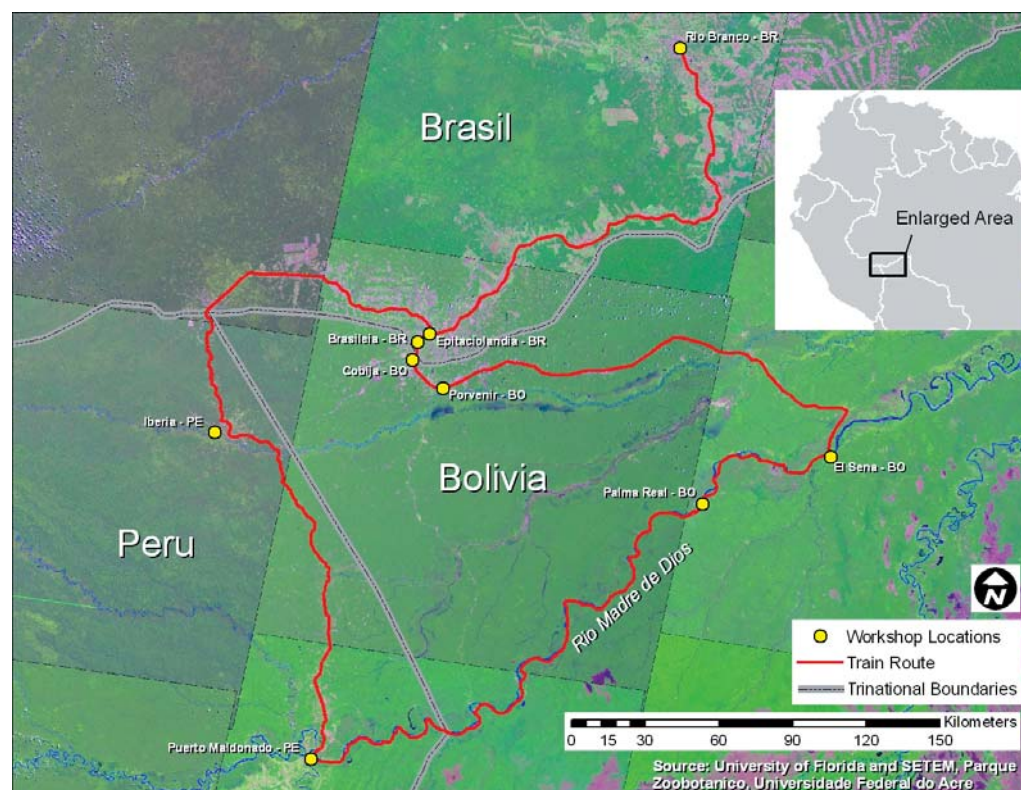 Rio Branco - BR
Brasil
Enlarged Area
Brasileia - BR
Epitaciolandia - BR
Cobija - BO
Porvenir - BO
Iberia - PE
Bolivia
El Sena - BO
Palma Real - BO
Peru
Rio Madre de Dios
N
Workshop Locations
Train Route
Trinational Boundaries
Kilometers
0 15 30 60 90 120 150
Puerto Maldonado - PE
Source: University of Florida and SETEM, Parque
Zoobotanico, Universidade Federal do Acre